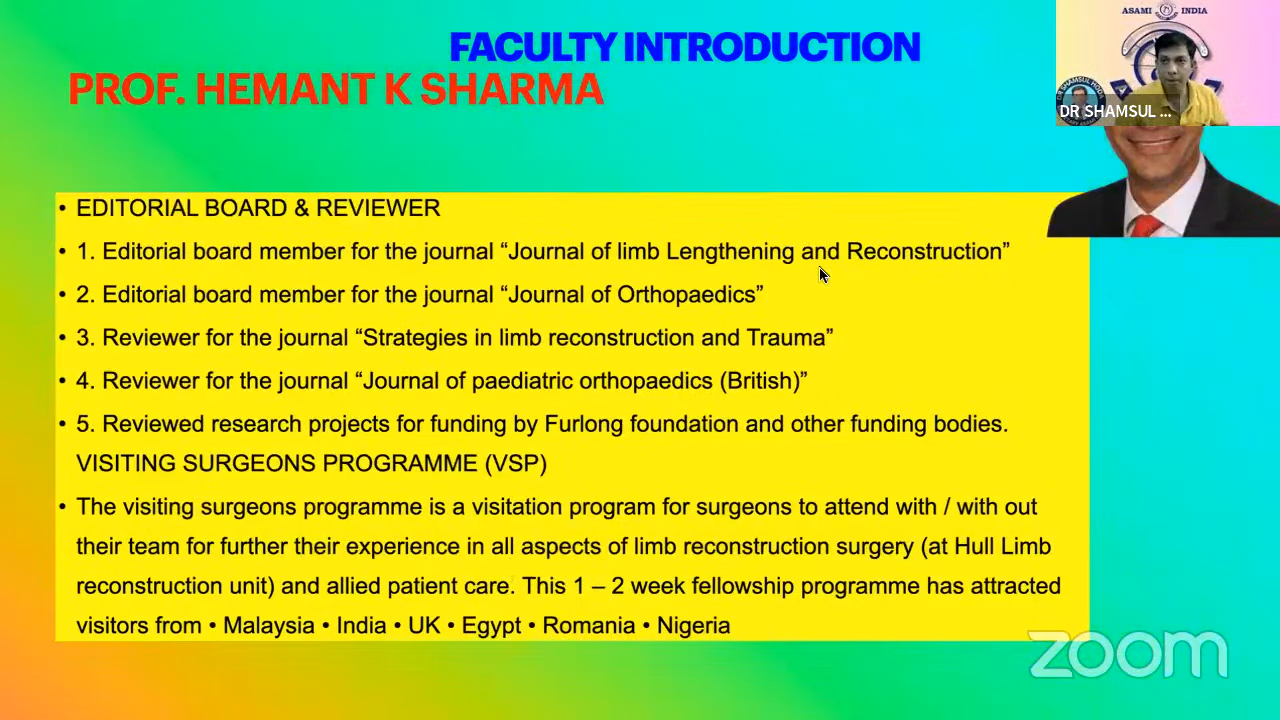 FACULTY INTRODUCTION
PROF. HEMANT K SHARMA
ASAMI INDIA
DR SHAMSUL HODA
DR SHAMSUL ...
• EDITORIAL BOARD & REVIEWER
• 1. Editorial board member for the journal “Journal of limb Lengthening and Reconstruction”
• 2. Editorial board member for the journal “Journal of Orthopaedics”
• 3. Reviewer for the journal “Strategies in limb reconstruction and Trauma”
• 4. Reviewer for the journal “Journal of paediatric orthopaedics (British)”
• 5. Reviewed research projects for funding by Furlong foundation and other funding bodies.
VISITING SURGEONS PROGRAMME (VSP)
• The visiting surgeons programme is a visitation program for surgeons to attend with / with out
their team for further their experience in all aspects of limb reconstruction surgery (at Hull Limb
reconstruction unit) and allied patient care. This 1 – 2 week fellowship programme has attracted
visitors from • Malaysia • India • UK • Egypt • Romania • Nigeria
zoom